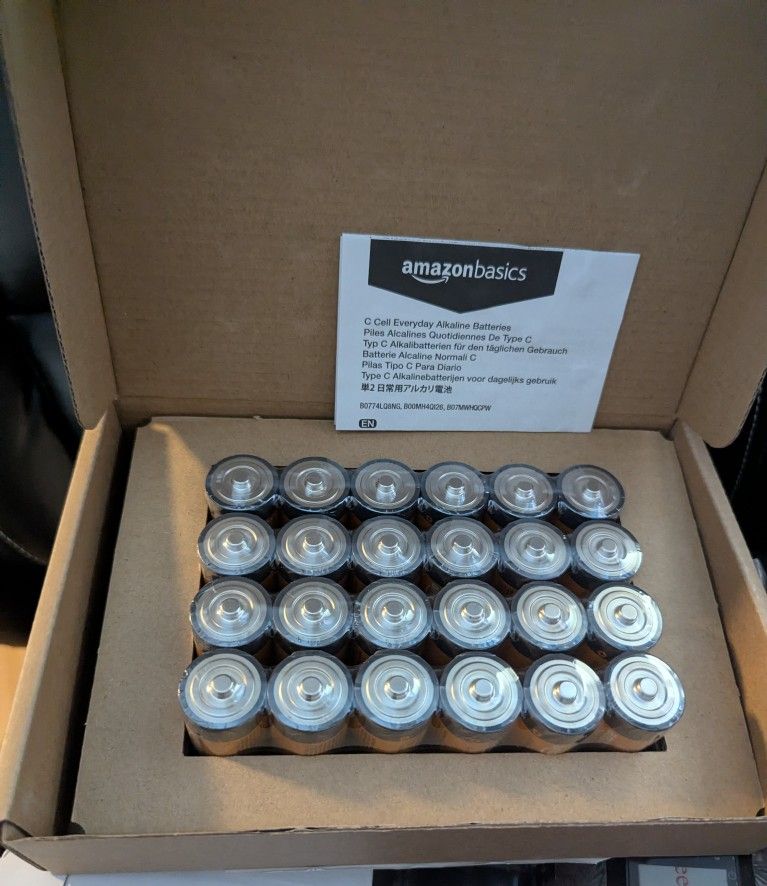 amazonbasics
C Cell Everyday Alkaline Batteries
Piles Alcalines Quotidiennes De Type C
Typ C Alkalibatterien für den täglichen Gebrauch
Batterie Alcaline Normali C
Pilas Tipo C Para Diario
Type C Alkalinebatterijen voor dagelijks gebruik
単2 日常用アルカリ電池
B0774LQ8NG, B00MH4QI26, B07MWHGCPW
EN